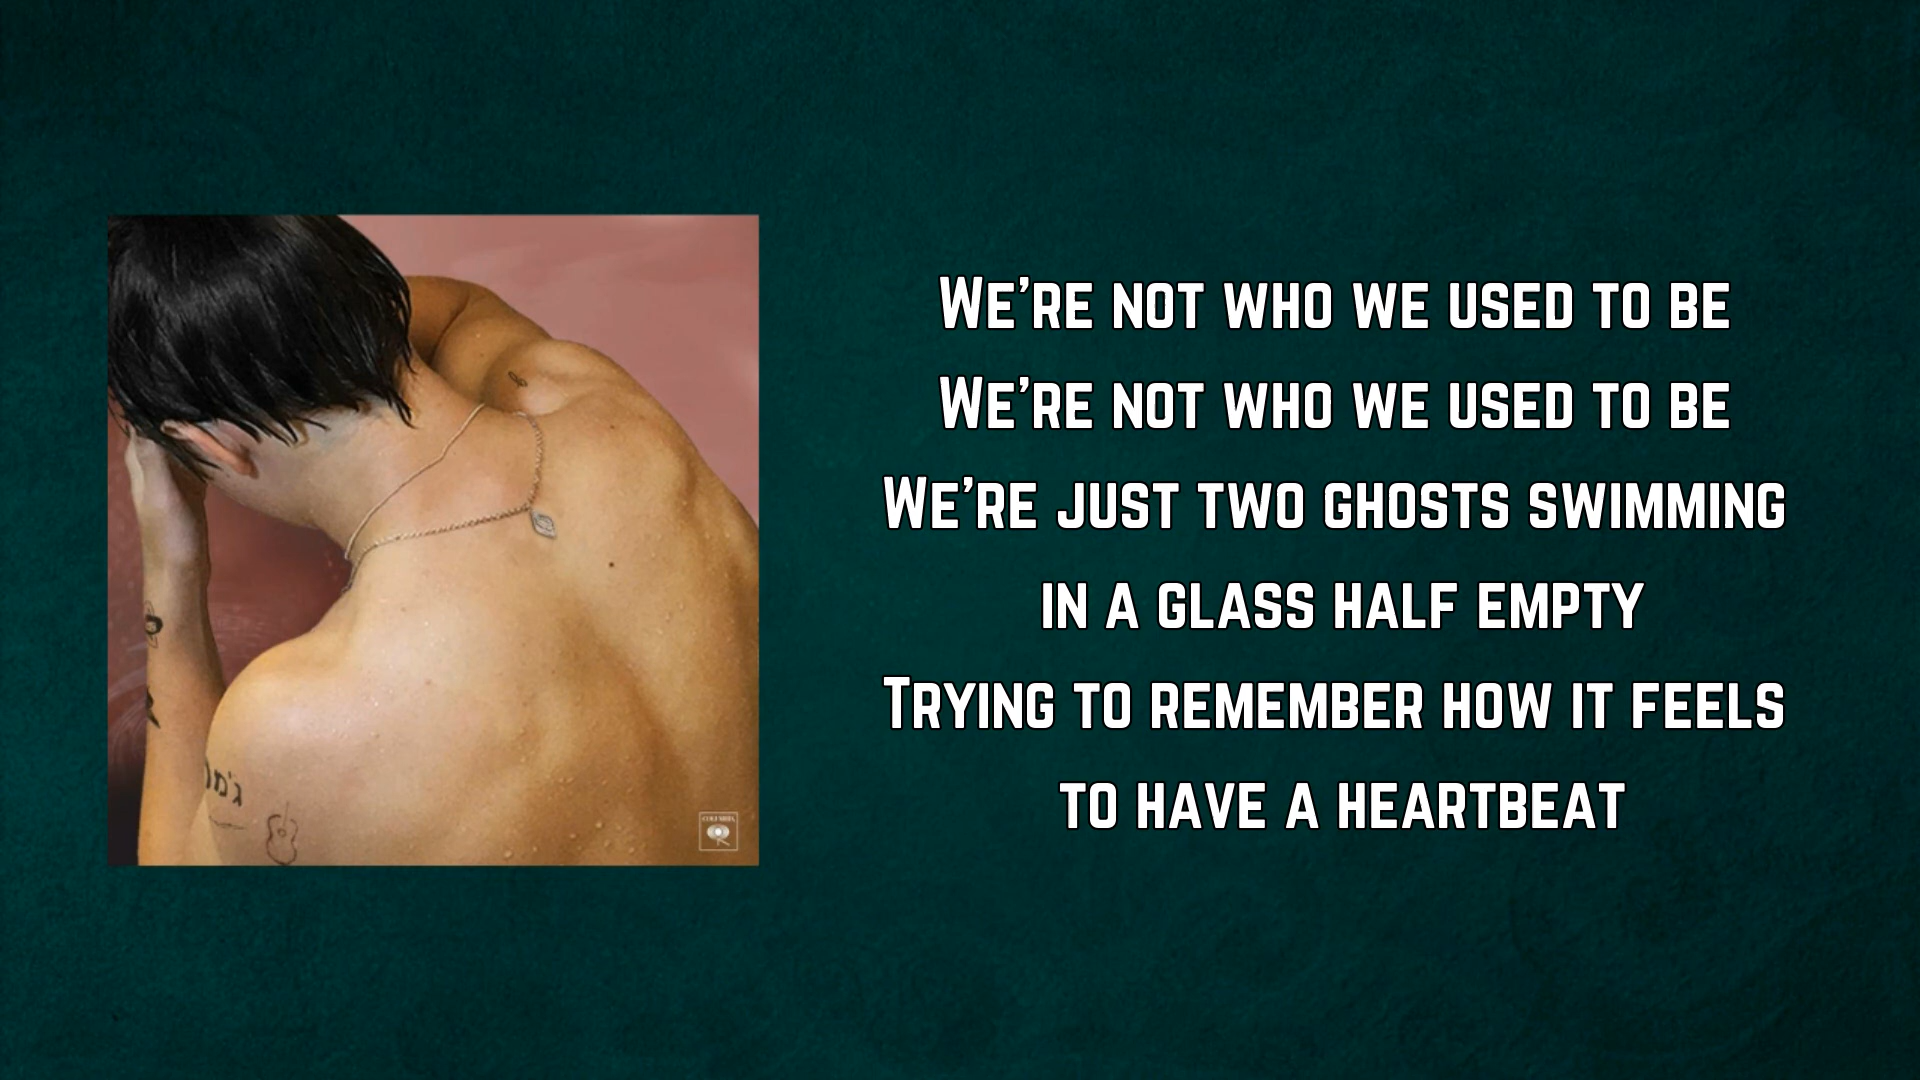 We're not who we used to be
We're not who we used to be
We're just two ghosts swimming
in a glass half empty
Trying to remember how it feels
to have a heartbeat
COLUMBIA